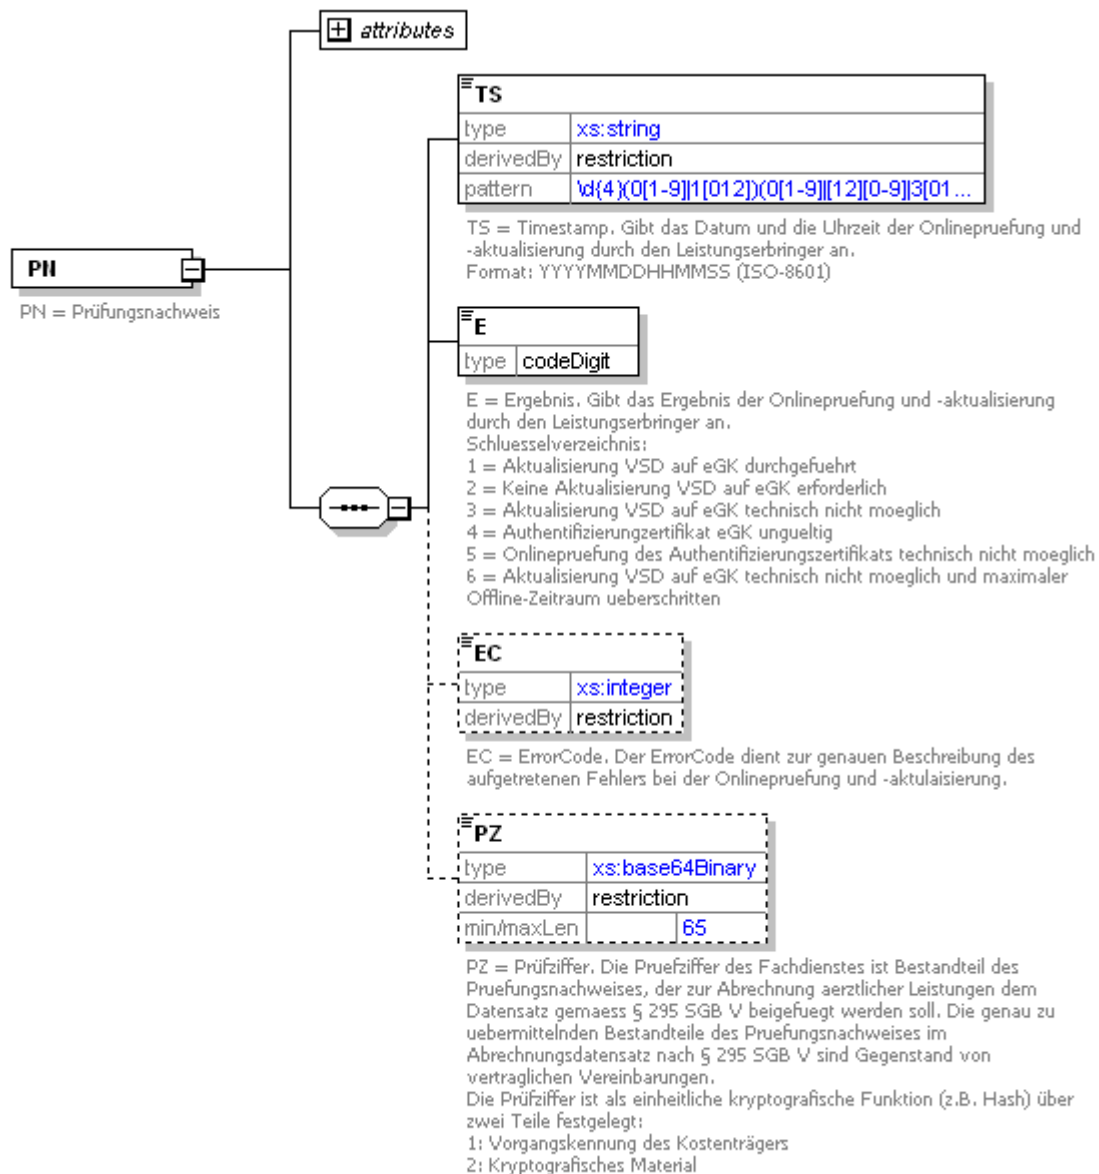 attributes
TS
type xs:string
derivedBy restriction
pattern \d{4}(0[1-9]|1[012])(0[1-9]|[12][0-9]|3[01...
TS = Timestamp. Gibt das Datum und die Uhrzeit der Onlinepruefung und
-aktualisierung durch den Leistungserbringer an.
Format: YYYYMMDDHHMMSS (ISO-8601)
PN
PN = Prüfungsnachweis
E
type codeDigit
E = Ergebnis. Gibt das Ergebnis der Onlinepruefung und -aktualisierung
durch den Leistungserbringer an.
Schluesselverzeichnis:
1 = Aktualisierung VSD auf eGK durchgefuehrt
2 = Keine Aktualisierung VSD auf eGK erforderlich
3 = Aktualisierung VSD auf eGK technisch nicht moeglich
4 = Authentifizierungzertifikat eGK ungueltig
5 = Onlinepruefung des Authentifizierungszertifikats technisch nicht moeglich
6 = Aktualisierung VSD auf eGK technisch nicht moeglich und maximaler
Offline-Zeitraum ueberschritten
EC
type xs:integer
derivedBy restriction
EC = ErrorCode. Der ErrorCode dient zur genauen Beschreibung des
aufgetretenen Fehlers bei der Onlinepruefung und -aktulaisierung.
PZ
type xs:base64Binary
derivedBy restriction
min/maxLen 65
PZ = Prüfziffer. Die Pruefziffer des Fachdienstes ist Bestandteil des
Pruefungsnachweises, der zur Abrechnung aerztlicher Leistungen dem
Datensatz gemaess § 295 SGB V beigefuegt werden soll. Die genau zu
uebermittelnden Bestandteile des Pruefungsnachweises im
Abrechnungsdatensatz nach § 295 SGB V sind Gegenstand von
vertraglichen Vereinbarungen.
Die Prüfziffer ist als einheitliche kryptografische Funktion (z.B. Hash) über
zwei Teile festgelegt:
1: Vorgangskennung des Kostenträgers
2: Kryptografisches Material